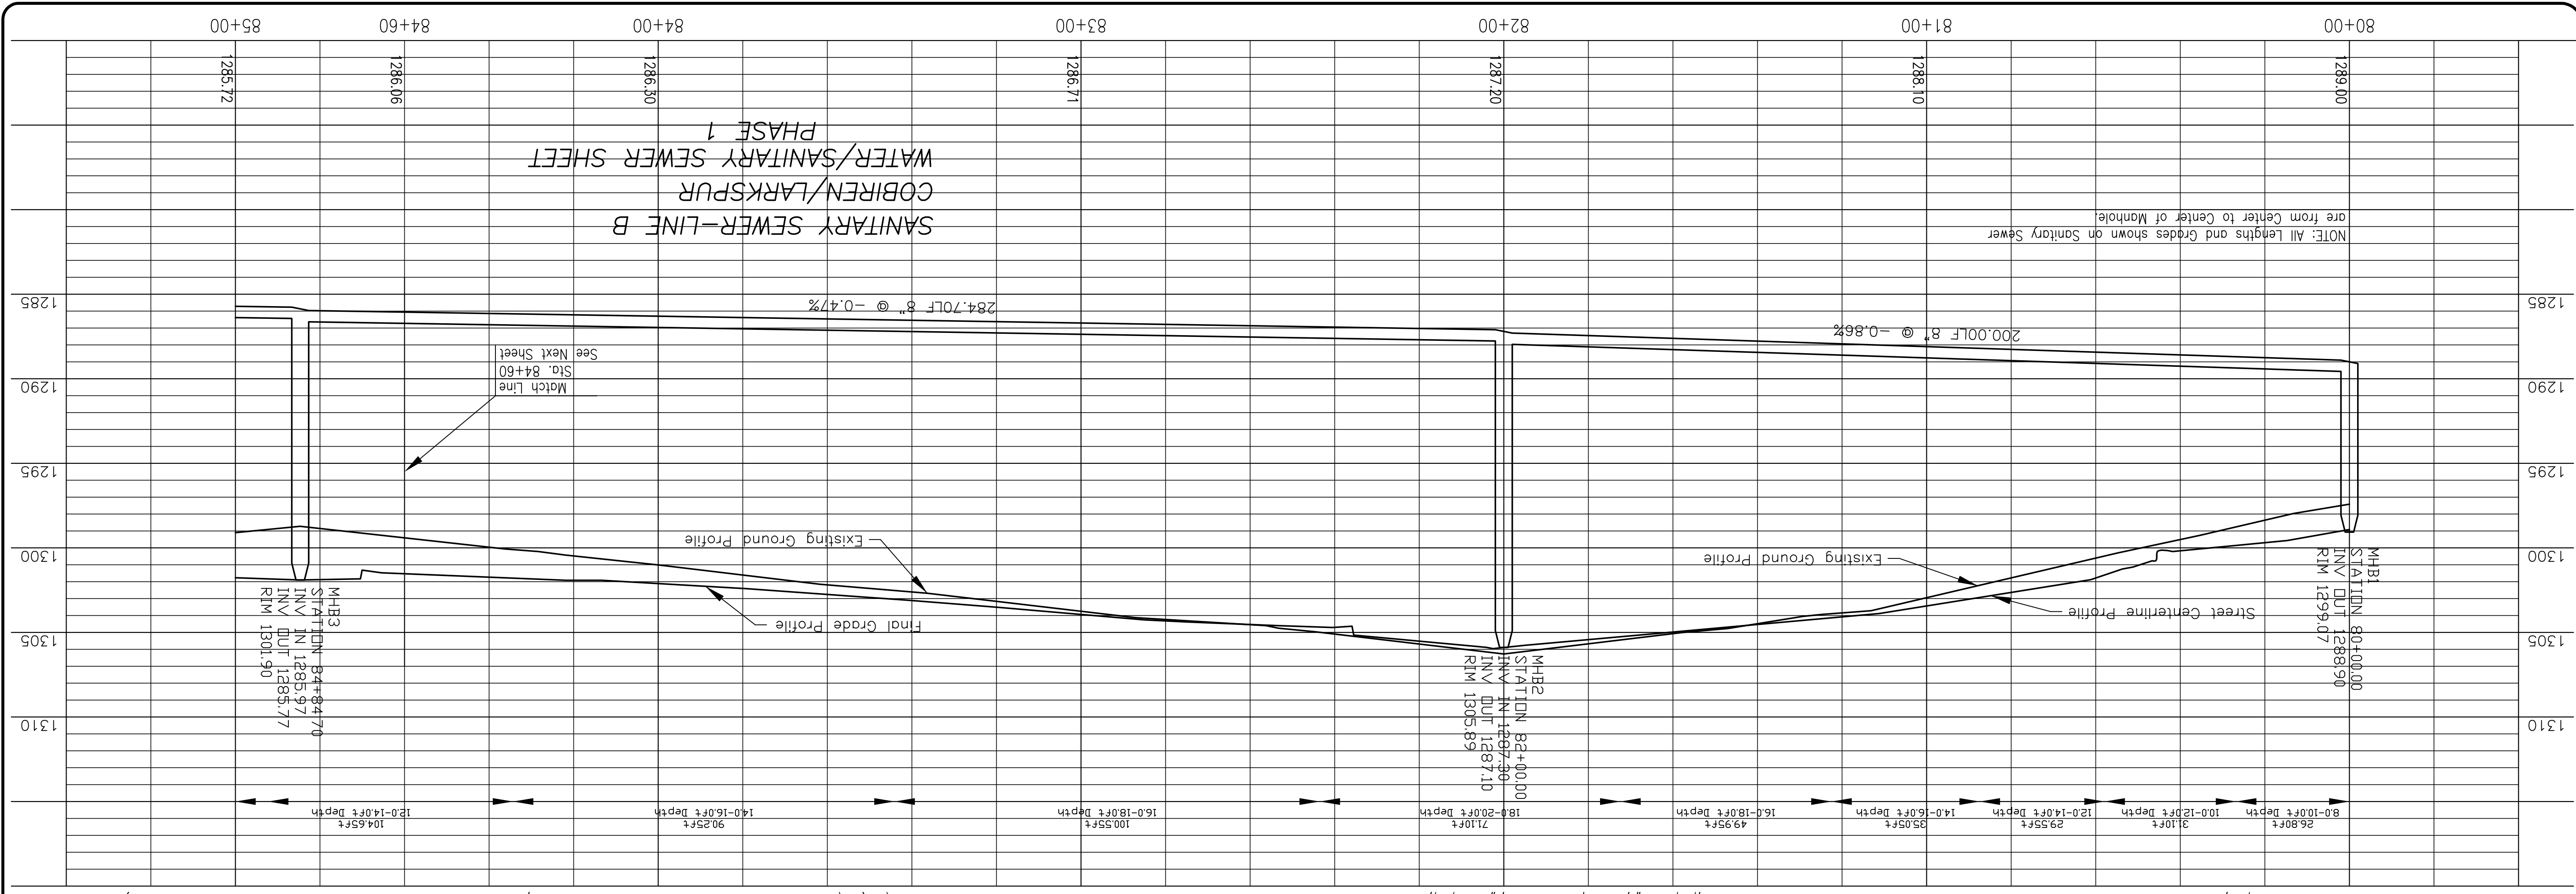 26.80ft
8.0-10.0ft Depth
31.10ft
10.0-12.0ft Depth
29.55ft
12.0-14.0ft Depth
35.05ft
14.0-16.0ft Depth
49.95ft
16.0-18.0ft Depth
71.10ft
18.0-20.0ft Depth
100.55ft
16.0-18.0ft Depth
90.25ft
14.0-16.0ft Depth
104.65ft
12.0-14.0ft Depth
1310
1310
MHB1
STATION 80+00.00
INV OUT 1288.90
RIM 1299.07
MHB2
STATION 82+00.00
INV IN 1287.30
INV OUT 1287.10
RIM 1305.89
MHB3
STATION 84+84.70
INV IN 1285.97
INV OUT 1285.77
RIM 1301.90
1305
1305
Street Centerline Profile
Final Grade Profile
Existing Ground Profile
Existing Ground Profile
1300
1300
1295
1295
1290
1290
Match Line
Sta. 84+60
See Next Sheet
200.00LF 8" @ -0.86%
284.70LF 8" @ -0.47%
1285
1285
NOTE: All Lengths and Grades shown on Sanitary Sewer
are from Center to Center of Manhole.
SANITARY SEWER-LINE B
COBIREN/LARKSPUR
WATER/SANITARY SEWER SHEET
PHASE 1
1289.00
1288.10
1287.20
1286.71
1286.30
1286.06
1285.72
80+00
81+00
82+00
83+00
84+00
84+60
85+00